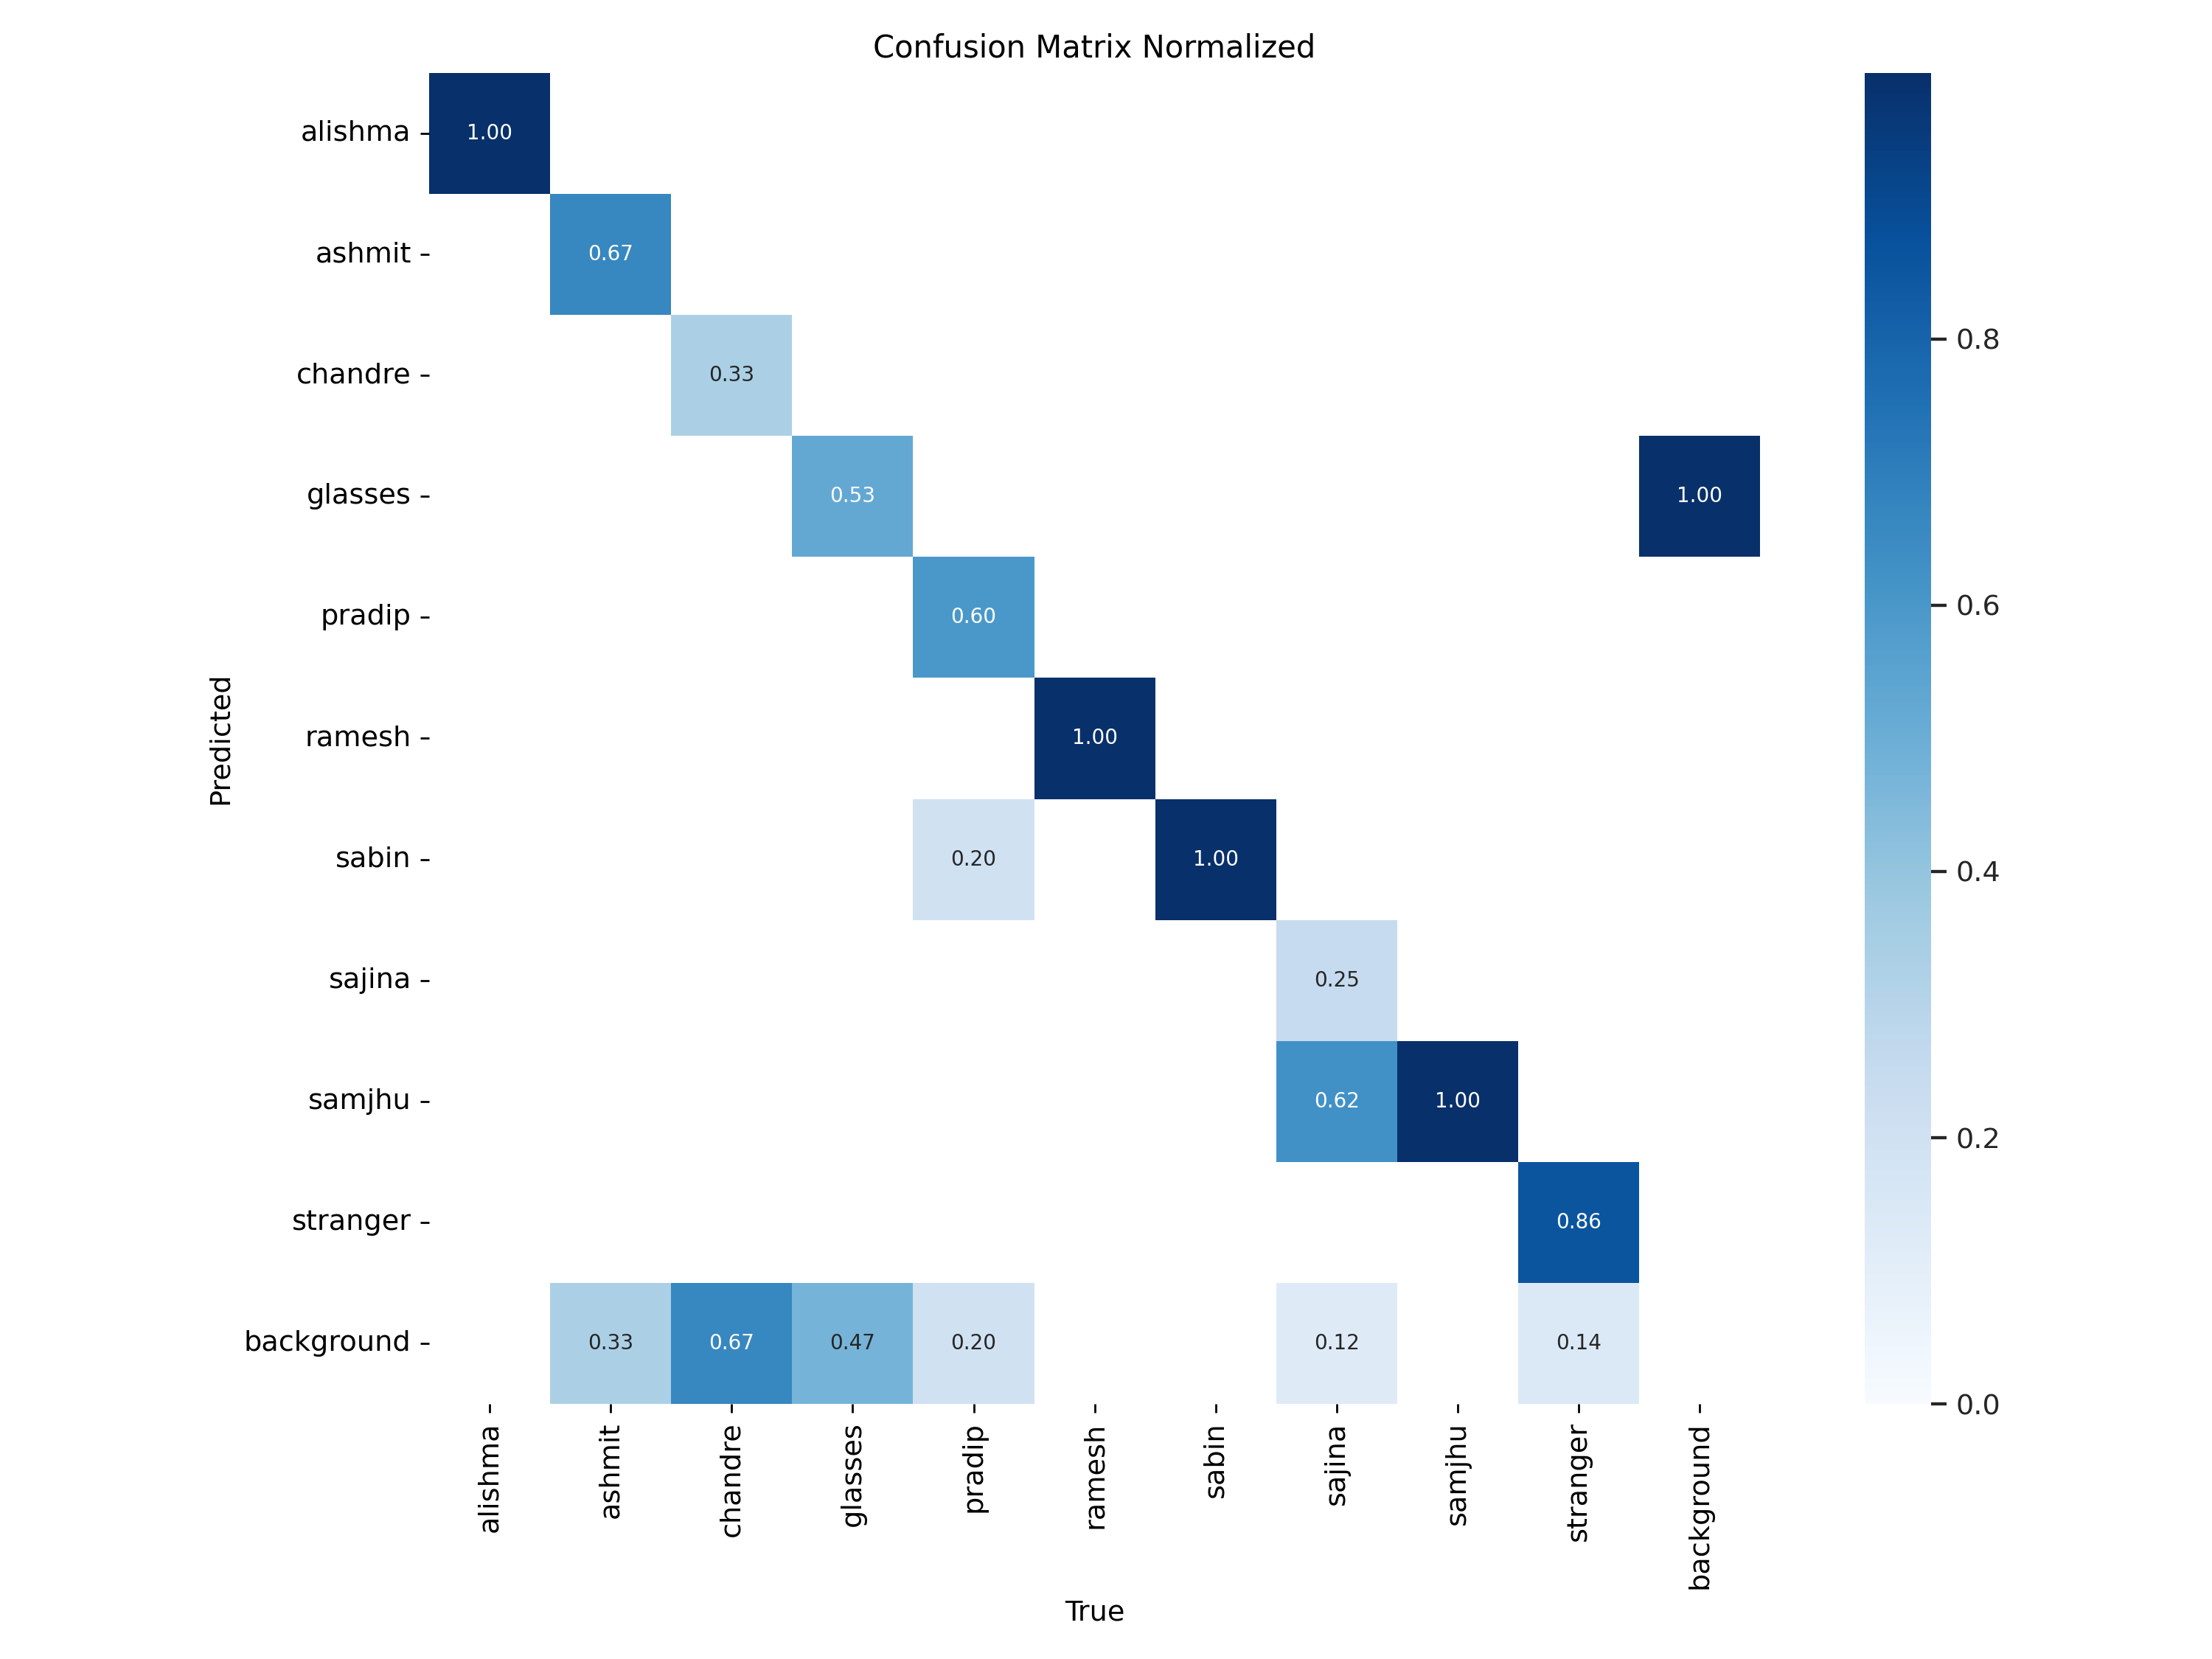 Confusion Matrix Normalized
alishma
1.00
ashmit
0.67
0.8
chandre
0.33
glasses
0.53
1.00
0.6
pradip
0.60
Predicted
ramesh
1.00
0.4
sabin
0.20
1.00
sajina
0.25
samjhu
0.62
1.00
0.2
stranger
0.86
background
0.33
0.67
0.47
0.20
0.12
0.14
0.0
alishma
ashmit
chandre
glasses
pradip
ramesh
sabin
sajina
samjhu
stranger
background
True